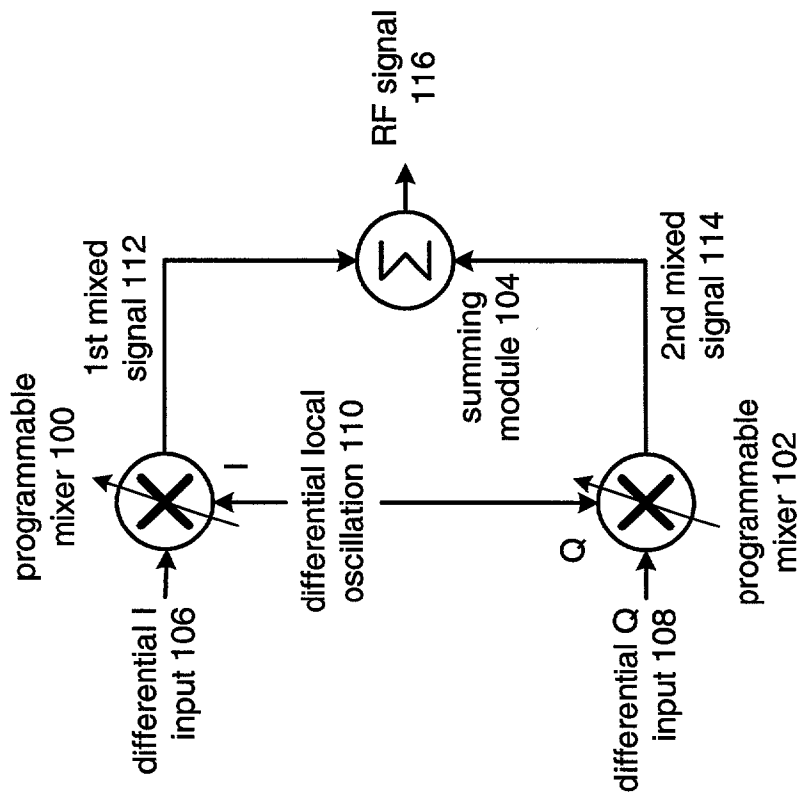 programmable
mixer 100
1st mixed
signal 112
differential I
input 106
I
differential local
oscillation 110
summing
module 104
Σ
RF signal
116
Q
differential Q
input 108
2nd mixed
signal 114
programmable
mixer 102